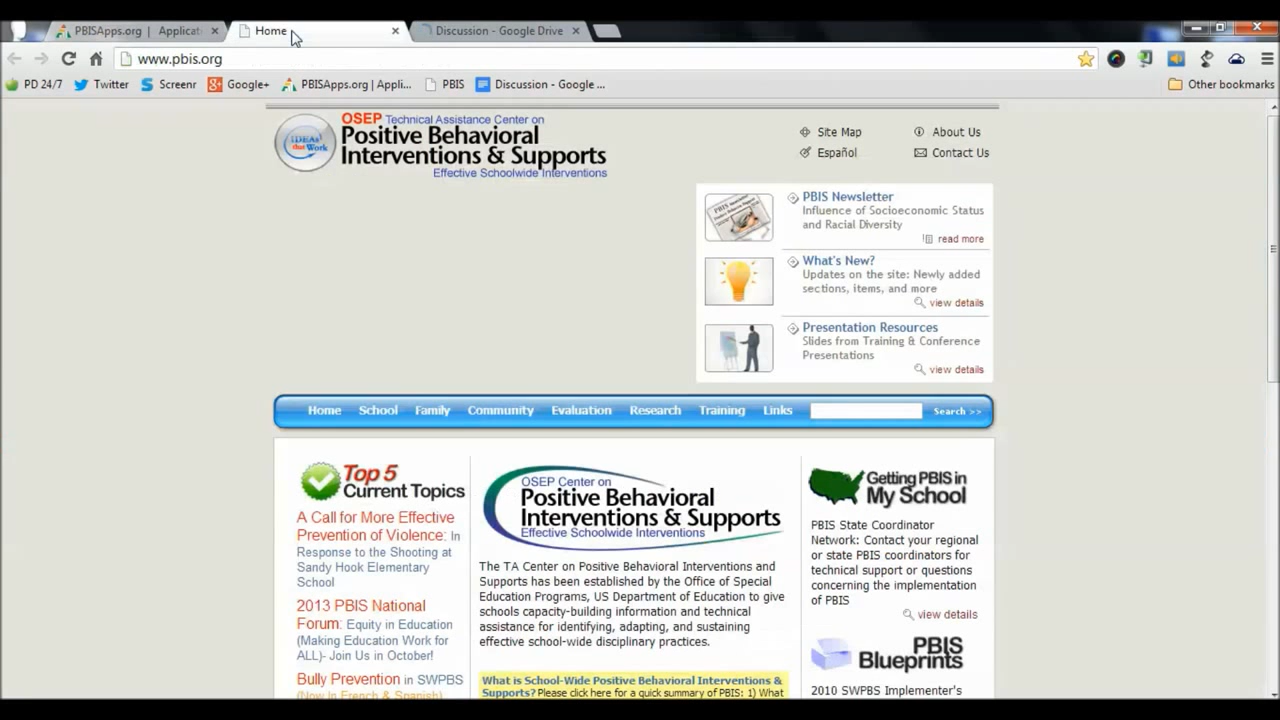 PBISApps.org | Applicat
Home
Discussion - Google Drive
www.pbis.org
PD 24/7
Twitter
Screenr
Google+
PBISApps.org | Appli...
PBIS
Discussion - Google ...
Other bookmarks
IDEAs
that Work
OSEP Technical Assistance Center on
Positive Behavioral
Interventions & Supports
Effective Schoolwide Interventions
Site Map
About Us
Español
Contact Us
PBIS Newsletter
Influence of Socioeconomic Status
and Racial Diversity
read more
What's New?
Updates on the site: Newly added
sections, items, and more
view details
Presentation Resources
Slides from Training & Conference
Presentations
view details
Home School Family Community Evaluation Research Training Links Search >>
Top 5
Current Topics
A Call for More Effective
Prevention of Violence: In
Response to the Shooting at
Sandy Hook Elementary
School
2013 PBIS National
Forum: Equity in Education
(Making Education Work for
ALL)- Join Us in October!
Bully Prevention in SWPBS
(Now In French & Spanish)
OSEP Center on
Positive Behavioral
Interventions & Supports
Effective Schoolwide Interventions
The TA Center on Positive Behavioral Interventions and
Supports has been established by the Office of Special
Education Programs, US Department of Education to give
schools capacity-building information and technical
assistance for identifying, adapting, and sustaining
effective school-wide disciplinary practices.
What is School-Wide Positive Behavioral Interventions &
Supports? Please click here for a quick summary of PBIS: 1) What
Getting PBIS in
My School
PBIS State Coordinator
Network: Contact your regional
or state PBIS coordinators for
technical support or questions
concerning the implementation
of PBIS
view details
PBIS
Blueprints
2010 SWPBS Implementer's